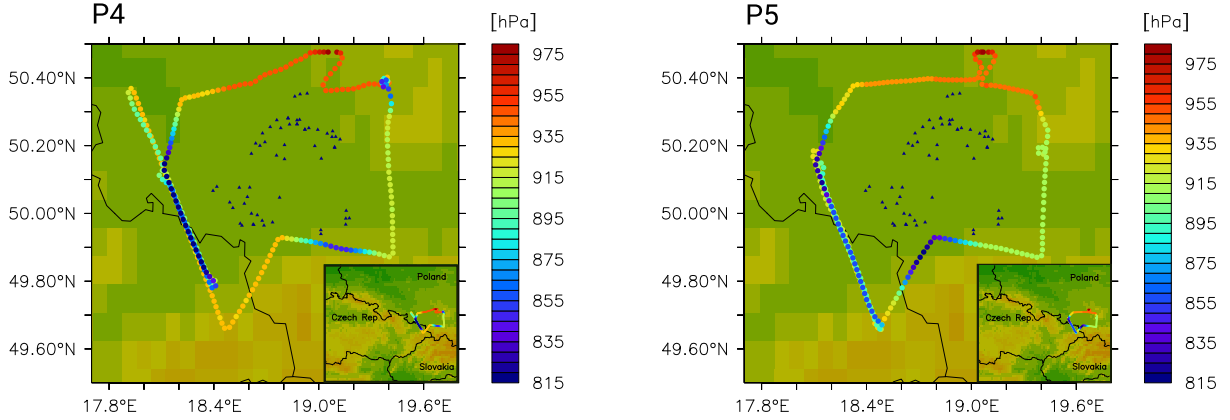 P4
[hPa]
50.40°N
50.20°N
50.00°N
49.80°N
49.60°N
17.8°E
18.4°E
19.0°E
19.6°E
Poland
Czech Rep.
Slovakia
975
955
935
915
895
875
855
835
815
P5
[hPa]
50.40°N
50.20°N
50.00°N
49.80°N
49.60°N
17.8°E
18.4°E
19.0°E
19.6°E
Poland
Czech Rep.
Slovakia
975
955
935
915
895
875
855
835
815